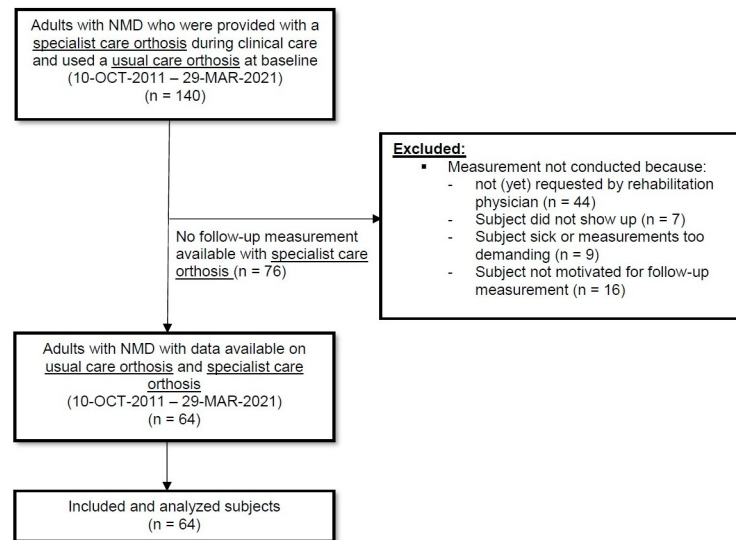 Adults with NMD who were provided with a
specialist care orthosis during clinical care
and used a usual care orthosis at baseline
(10-OCT-2011 – 29-MAR-2021)
(n = 140)
Excluded:
▪ Measurement not conducted because:
- not (yet) requested by rehabilitation
physician (n = 44)
- Subject did not show up (n = 7)
- Subject sick or measurements too
demanding (n = 9)
- Subject not motivated for follow-up
measurement (n = 16)
No follow-up measurement
available with specialist care
orthosis (n = 76)
Adults with NMD with data available on
usual care orthosis and specialist care
orthosis
(10-OCT-2011 – 29-MAR-2021)
(n = 64)
Included and analyzed subjects
(n = 64)